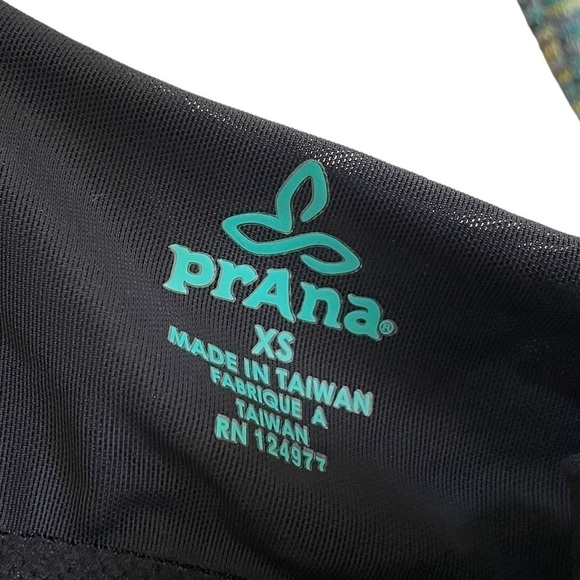 prAna®
XS
MADE IN TAIWAN
FABRIQUE A
TAIWAN
RN 124977